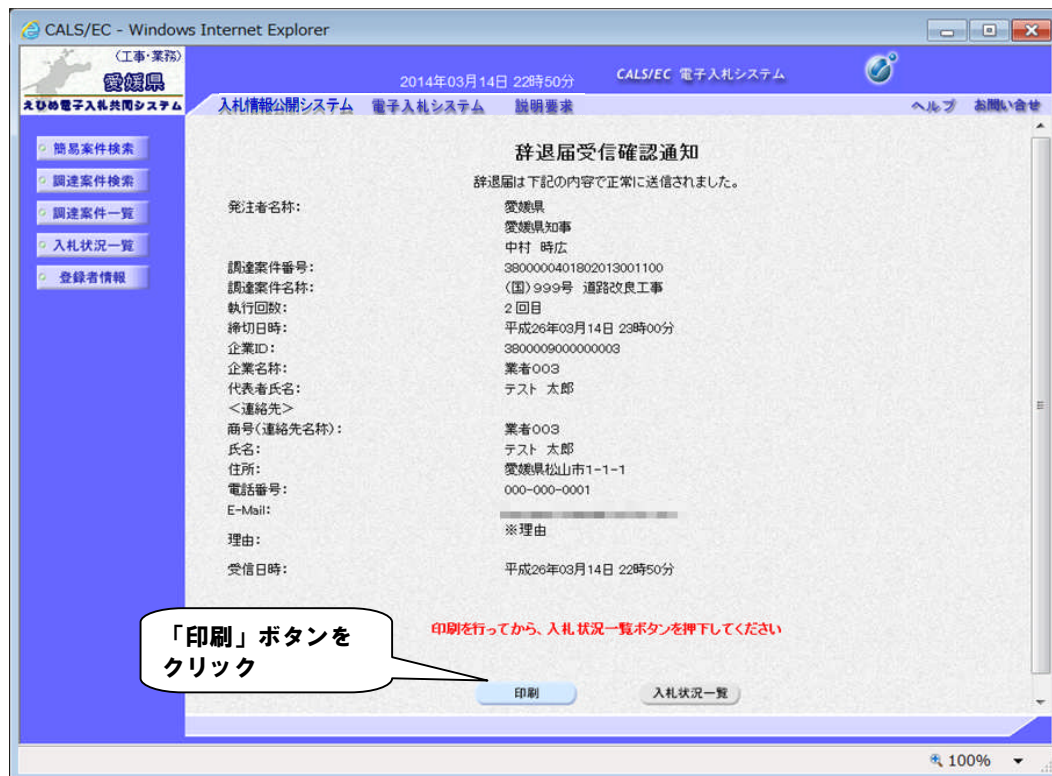 CALS/EC - Windows Internet Explorer
〈工事・業務〉
愛媛県
えひめ電子入札共同システム
2014年03月14日 22時50分
CALS/EC 電子入札システム
入札情報公開システム 電子入札システム 説明要求
ヘルプ お問い合せ
簡易案件検索
調達案件検索
調達案件一覧
入札状況一覧
登録者情報
辞退届受信確認通知
辞退届は下記の内容で正常に送信されました。
発注者名称: 愛媛県
愛媛県知事
中村 時広
調達案件番号: 3800000401802013001100
調達案件名称: (国)999号 道路改良工事
執行回数: 2回目
締切日時: 平成26年03月14日 23時00分
企業ID: 3800009000000003
企業名称: 業者003
代表者氏名: テスト 太郎
<連絡先>
商号(連絡先名称): 業者003
氏名: テスト 太郎
住所: 愛媛県松山市1-1-1
電話番号: 000-000-0001
E-Mail:
理由: ※理由
受信日時: 平成26年03月14日 22時50分
印刷を行ってから、入札状況一覧ボタンを押下してください
「印刷」ボタンを
クリック
印刷
入札状況一覧
100%